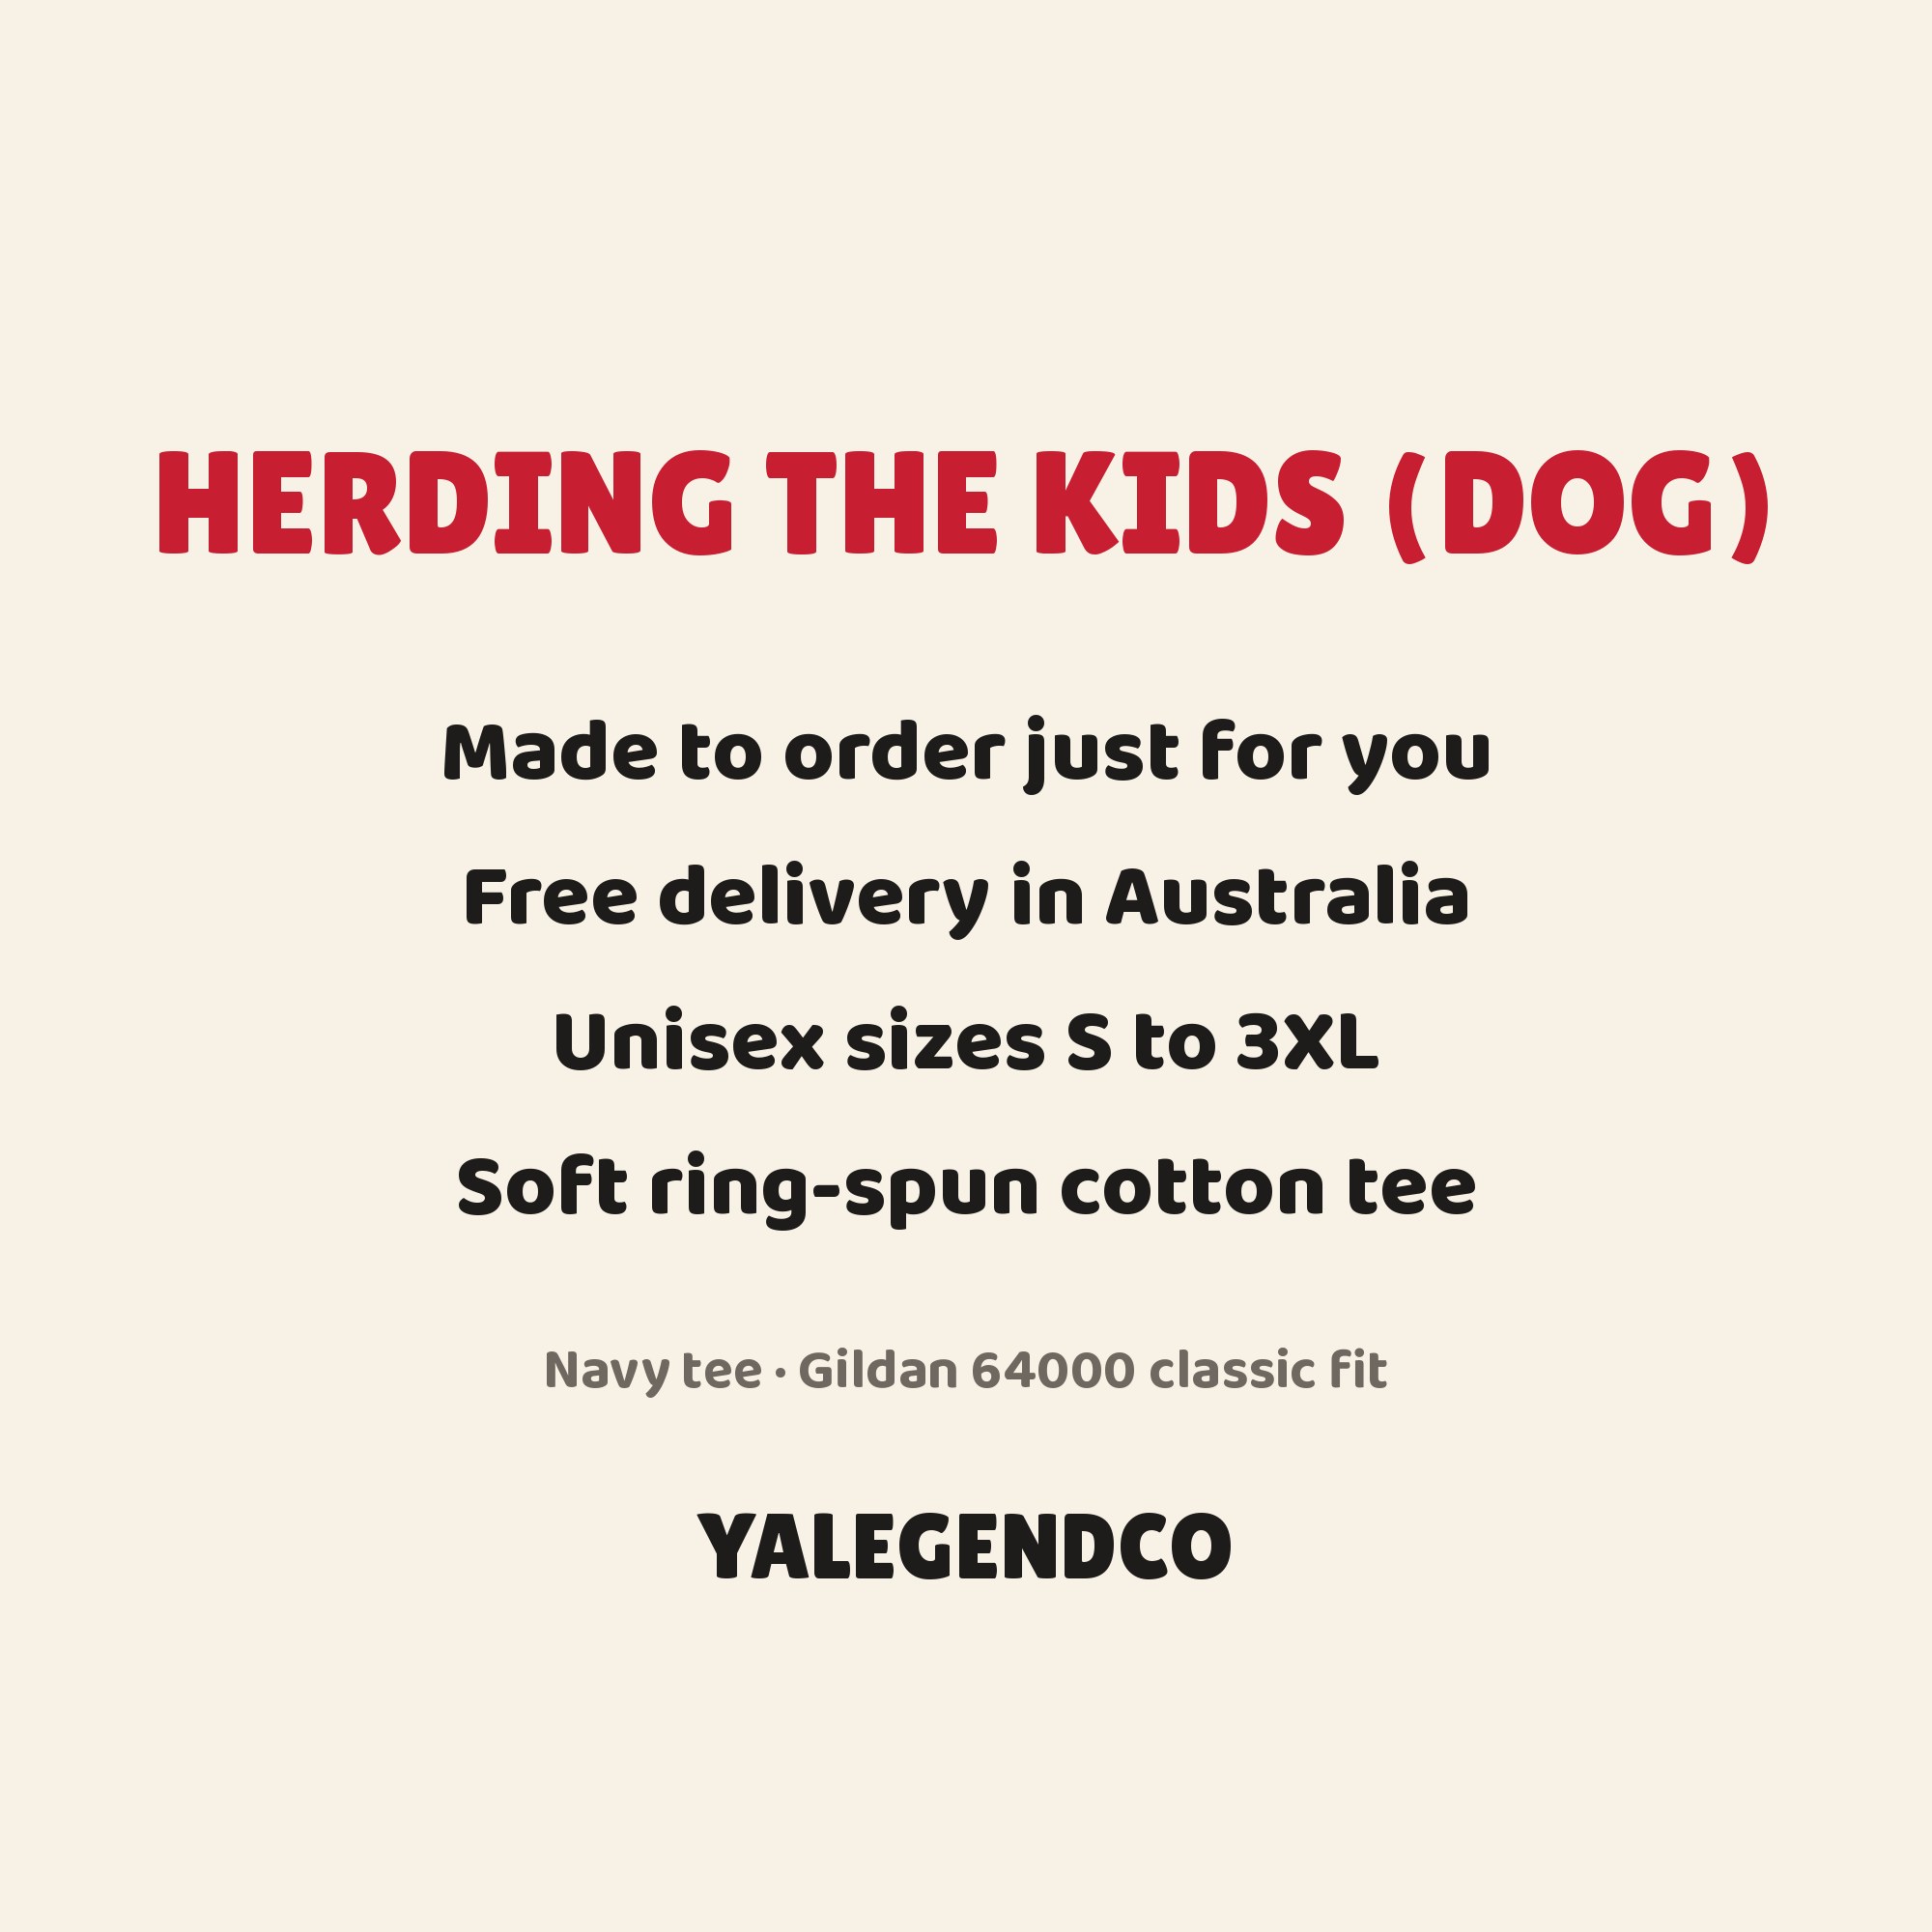 HERDING THE KIDS (DOG)
Made to order just for you
Free delivery in Australia
Unisex sizes S to 3XL
Soft ring-spun cotton tee
Navy tee · Gildan 64000 classic fit
YALEGENDCO